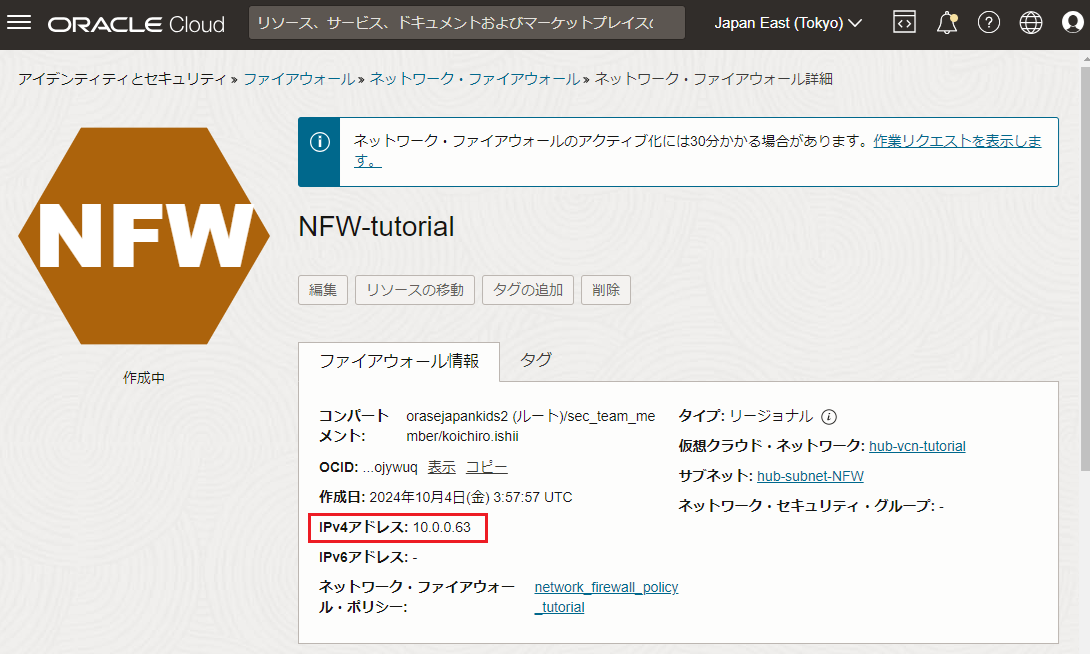 ORACLE Cloud
リソース、サービス、ドキュメントおよびマーケットプレイス
Japan East (Tokyo)
アイデンティティとセキュリティ » ファイアウォール » ネットワーク・ファイアウォール » ネットワーク・ファイアウォール詳細
NFW
作成中
ネットワーク・ファイアウォールのアクティブ化には30分かかる場合があります。作業リクエストを表示しま
す。
NFW-tutorial
編集 リソースの移動 タグの追加 削除
ファイアウォール情報 タグ
コンパート orasejapankids2 (ルート)/sec_team_me
メント: mber/koichiro.ishii
OCID: ...ojywuq 表示 コピー
作成日: 2024年10月4日(金) 3:57:57 UTC
IPv4アドレス: 10.0.0.63
IPv6アドレス: -
ネットワーク・ファイアウォー network_firewall_policy
ル・ポリシー: _tutorial
タイプ: リージョナル
仮想クラウド・ネットワーク: hub-vcn-tutorial
サブネット: hub-subnet-NFW
ネットワーク・セキュリティ・グループ: -